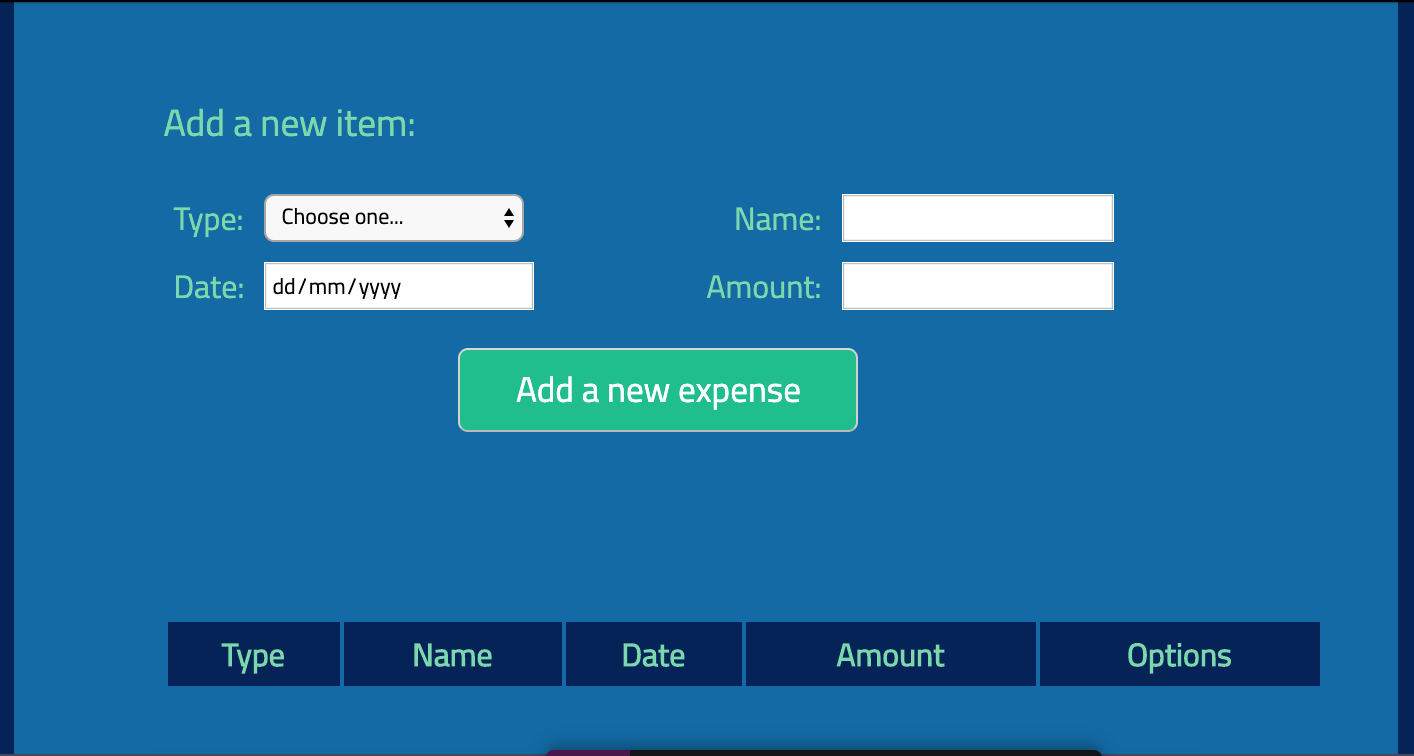 Add a new item:
Type: Choose one... Name:
Date: dd/mm/yyyy Amount:
Add a new expense
Type Name Date Amount Options